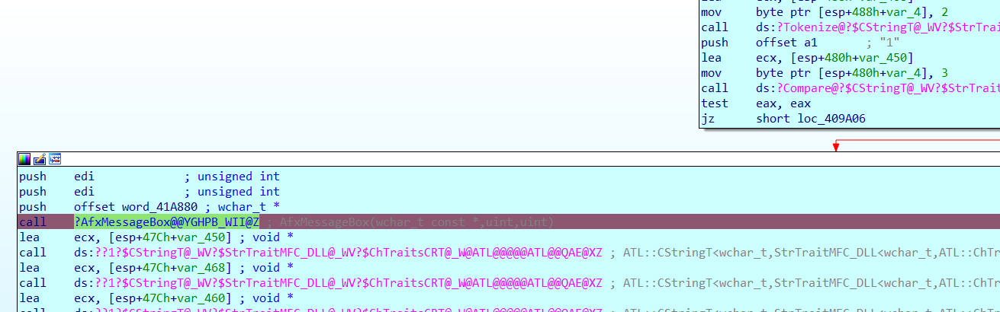 mov byte ptr [esp+488h+var_4], 2
call ds:?Tokenize@?$CStringT@_WV?$StrTrai
push offset a1 ; "1"
lea ecx, [esp+480h+var_450]
mov byte ptr [esp+480h+var_4], 3
call ds:?Compare@?$CStringT@_WV?$StrTrait
test eax, eax
jz short loc_409A06
push edi ; unsigned int
push edi ; unsigned int
push offset word_41A880 ; wchar_t *
call ?AfxMessageBox@@YGHPB_WII@Z ; AfxMessageBox(wchar_t const *,uint,uint)
lea ecx, [esp+47Ch+var_450] ; void *
call ds:??1?$CStringT@_WV?$StrTraitMFC_DLL@_WV?$ChTraitsCRT@_W@ATL@@@@@ATL@@QAE@XZ ; ATL::CStringT<wchar_t,StrTraitMFC_DLL<wchar_t,ATL::ChTr
lea ecx, [esp+47Ch+var_468] ; void *
call ds:??1?$CStringT@_WV?$StrTraitMFC_DLL@_WV?$ChTraitsCRT@_W@ATL@@@@@ATL@@QAE@XZ ; ATL::CStringT<wchar_t,StrTraitMFC_DLL<wchar_t,ATL::ChTr
lea ecx, [esp+47Ch+var_460] ; void *